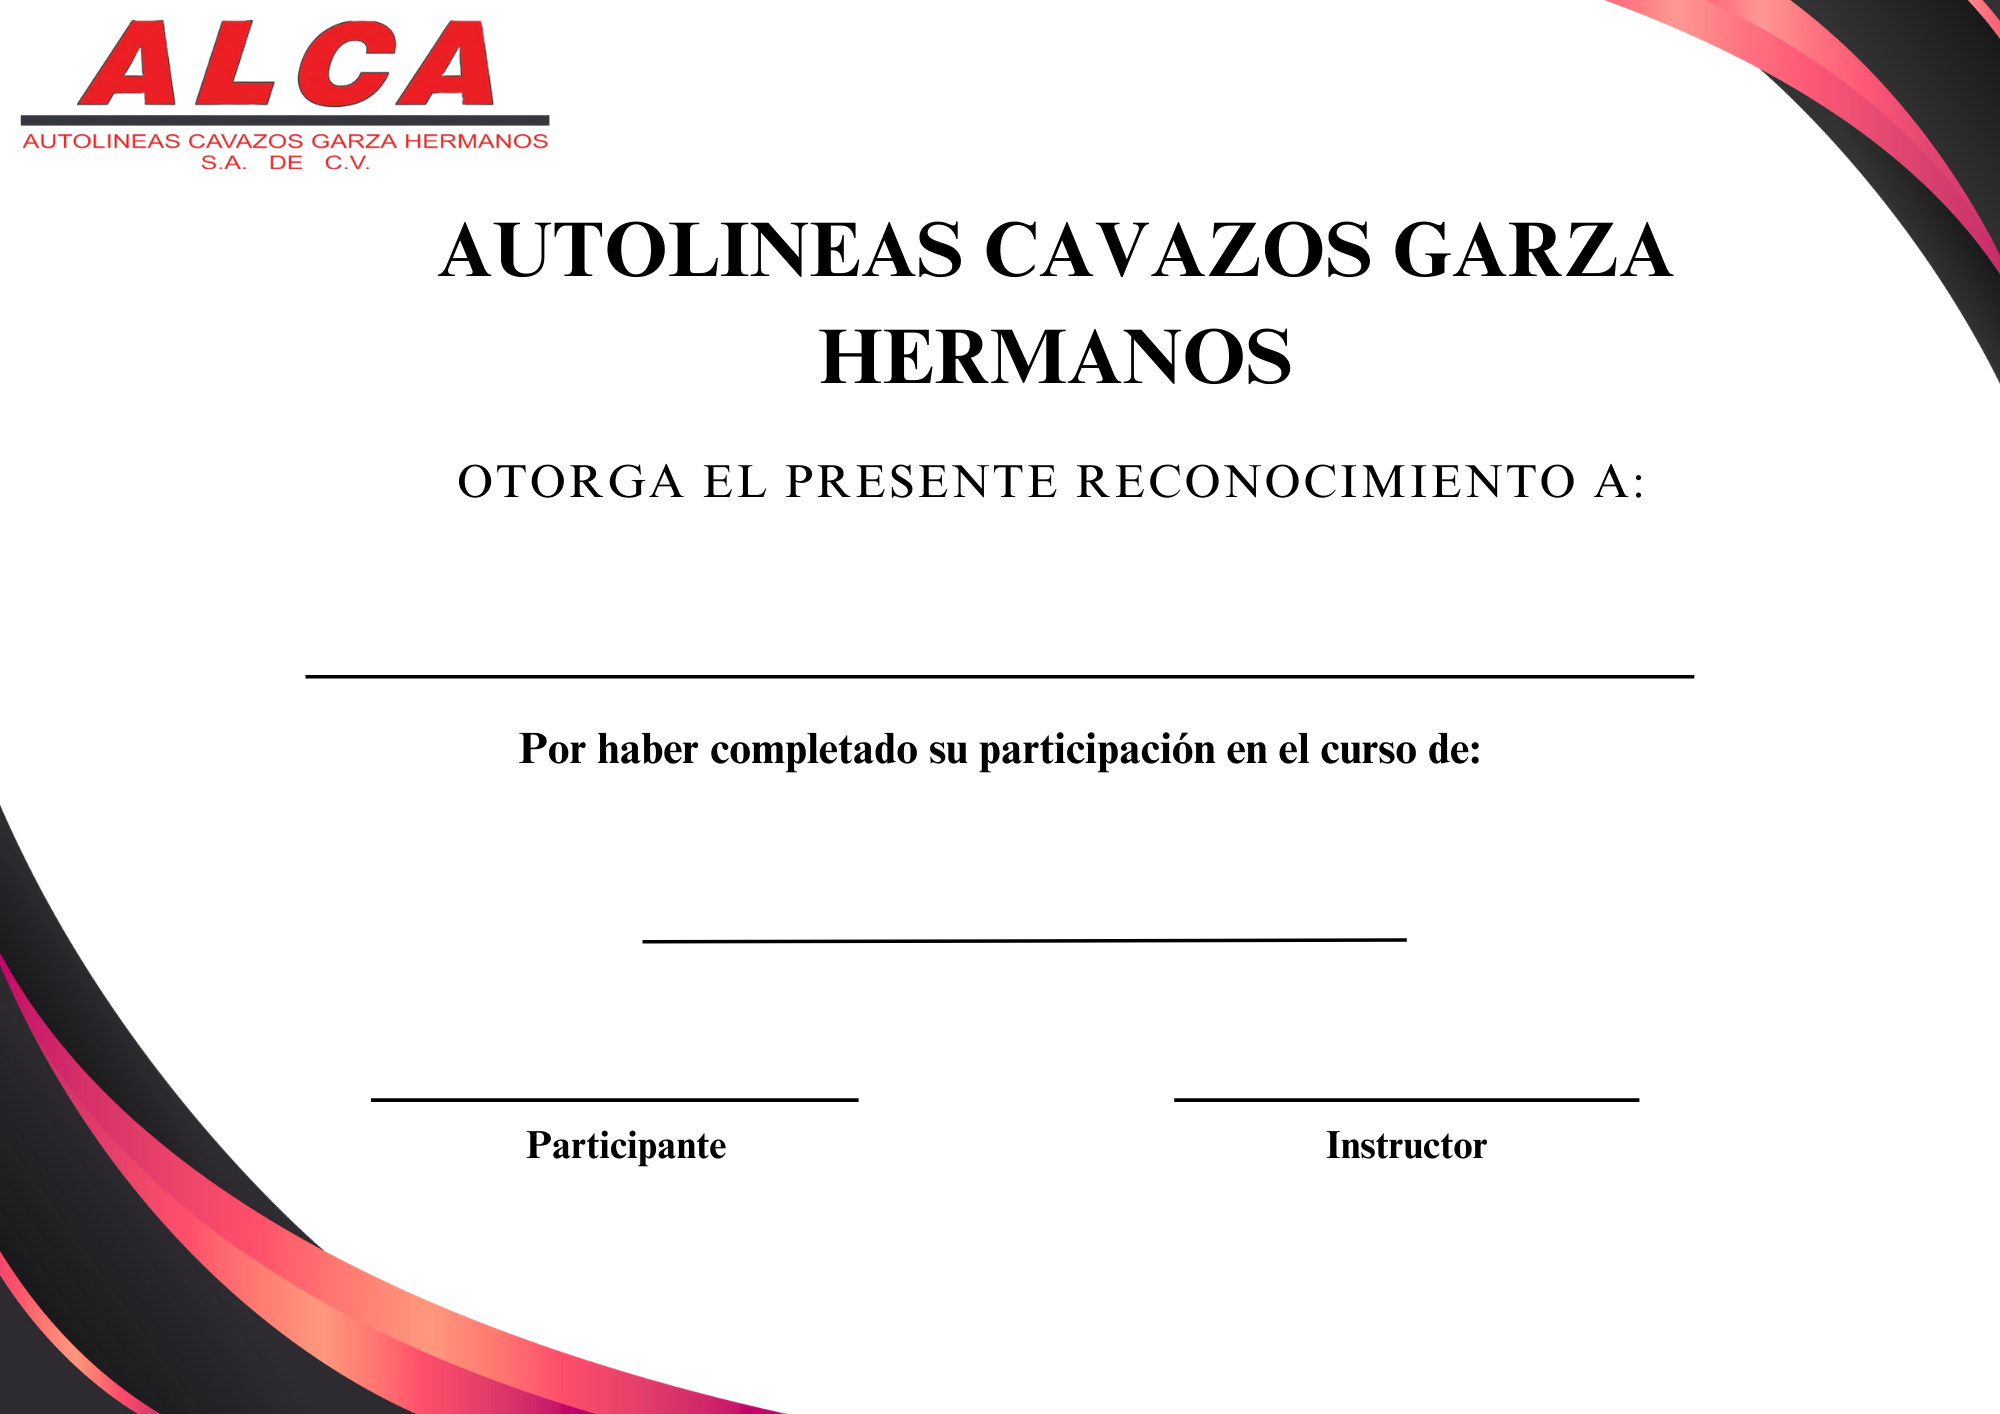 ALCA
AUTOLINEAS CAVAZOS GARZA HERMANOS
S.A. DE C.V.
AUTOLINEAS CAVAZOS GARZA
HERMANOS
OTORGA EL PRESENTE RECONOCIMIENTO A:
Por haber completado su participación en el curso de:
Participante
Instructor